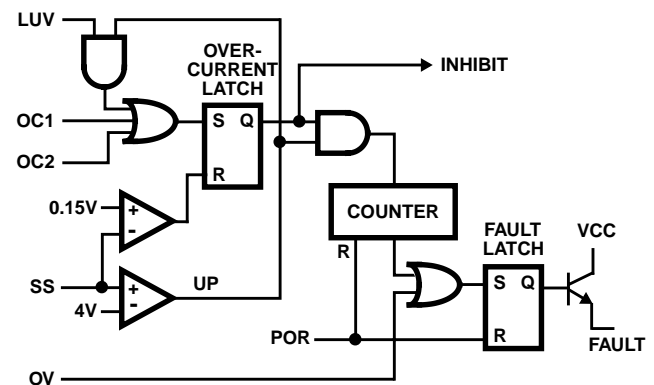 LUV
OVER-
CURRENT
LATCH
INHIBIT
OC1
S Q
OC2
R
0.15V
+
-
COUNTER
FAULT
LATCH
VCC
R
SS
+
UP
S Q
4V
-
POR
R
FAULT
OV